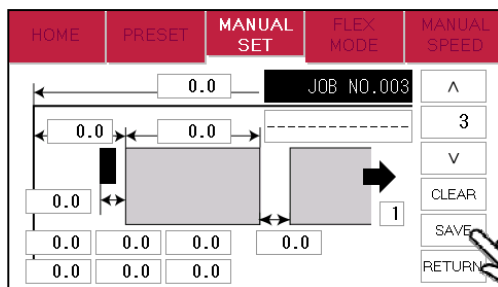 HOME PRESET MANUAL SET FLEX MODE MANUAL SPEED
0.0 JOB NO.003 ∧
0.0 0.0 --------------- 3
∨
0.0 CLEAR
1
0.0 0.0 0.0 0.0 SAVE
0.0 0.0 0.0 RETURN